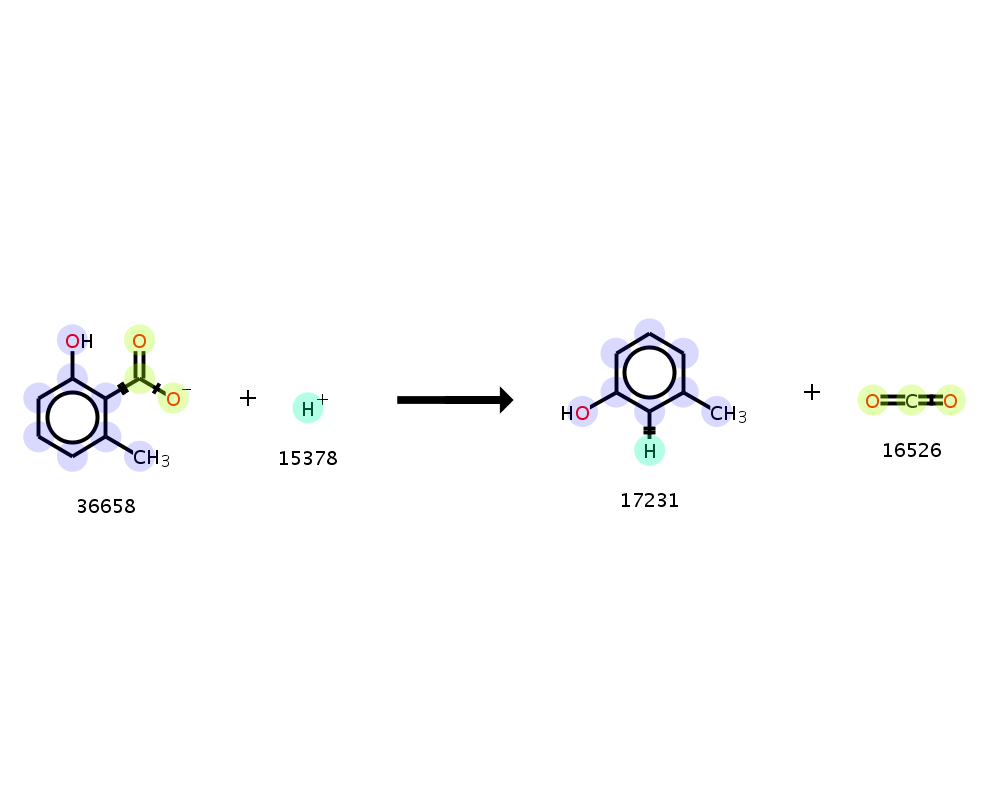 OH O
O−
CH3
36658
+
H+
15378
HO CH3
H
17231
+
O C O
16526